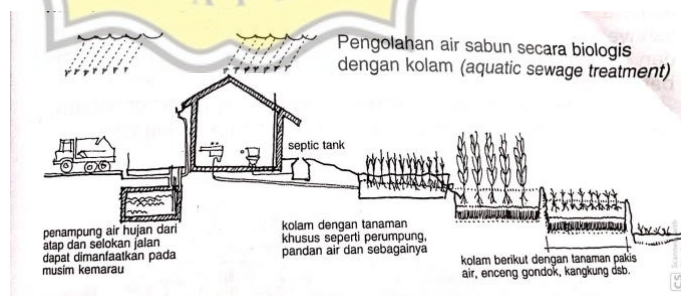 Pengolahan air sabun secara biologis
dengan kolam (aquatic sewage treatment)
septic tank
penampung air hujan dari
atap dan selokan jalan
dapat dimanfaatkan pada
musim kemarau
kolam dengan tanaman
khusus seperti perumpung,
pandan air dan sebagainya
kolam berikut dengan tanaman pakis
air, enceng gondok, kangkung dsb.
CS